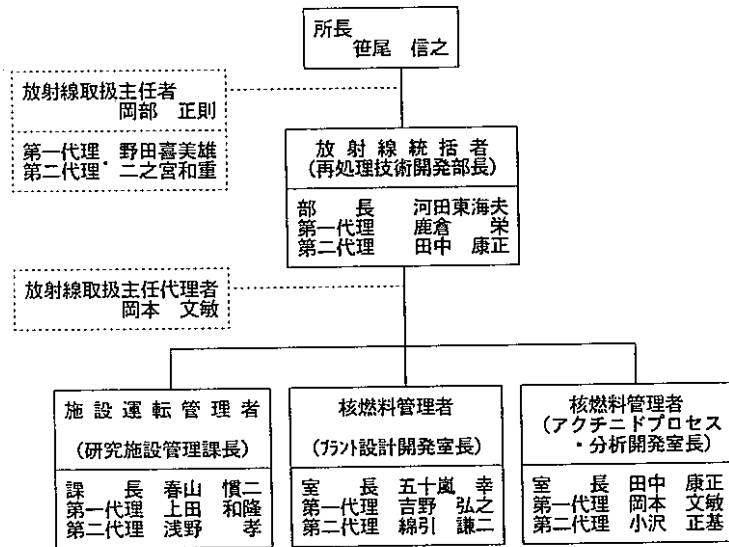 所長
笹尾 信之
放射線取扱主任者
岡部 正則
第一代理 野田喜美雄
第二代理 二之宮和重
放射線統括者
(再処理技術開発部長)
部長 河田東海夫
第一代理 鹿倉 栄
第二代理 田中 康正
放射線取扱主任代理者
岡本 文敏
施設運転管理者
(研究施設管理課長)
課長 春山 慣二
第一代理 上田 和隆
第二代理 浅野 孝
核燃料管理者
(プラント設計開発室長)
室長 五十嵐 幸
第一代理 吉野 弘之
第二代理 綿引 謙二
核燃料管理者
(アクチニドプロセス
・分析開発室長)
室長 田中 康正
第一代理 岡本 文敏
第二代理 小沢 正基